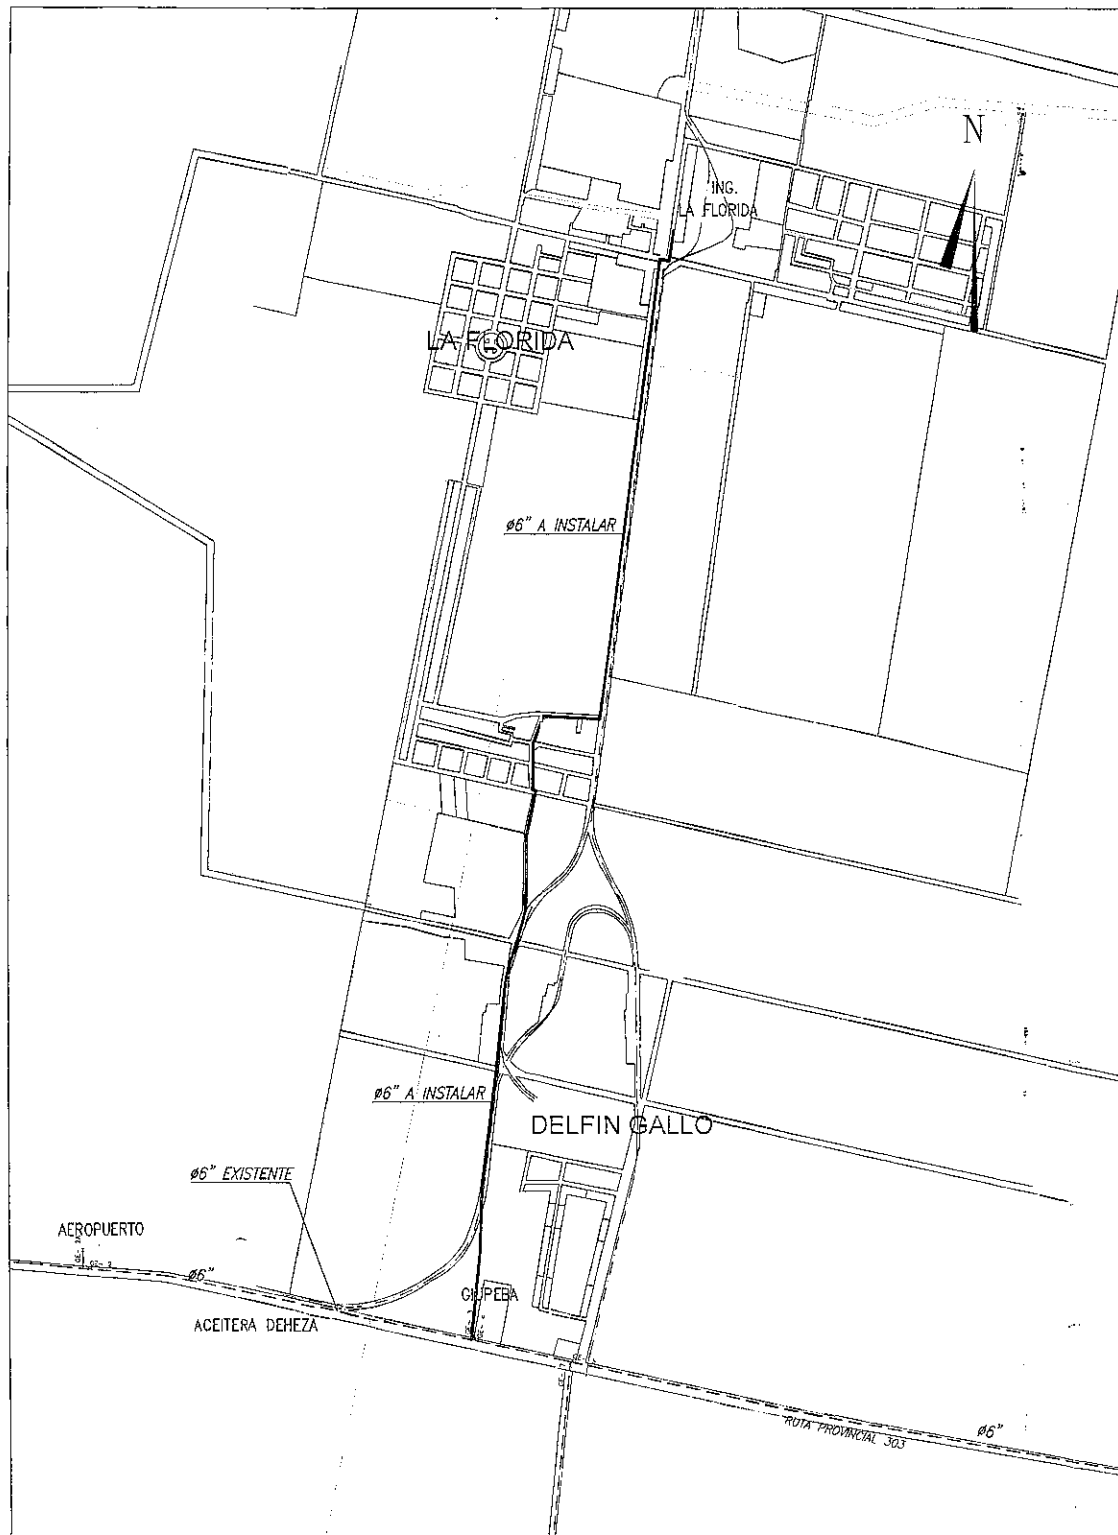 N
ING.
LA FLORIDA
LA FLORIDA
ø6" A INSTALAR
ø6" A INSTALAR
DELFIN GALLO
ø6" EXISTENTE
AEROPUERTO
ø6"
GIUPEBA
ACEITERA DEHEZA
RUTA PROVINCIAL 303
ø6"